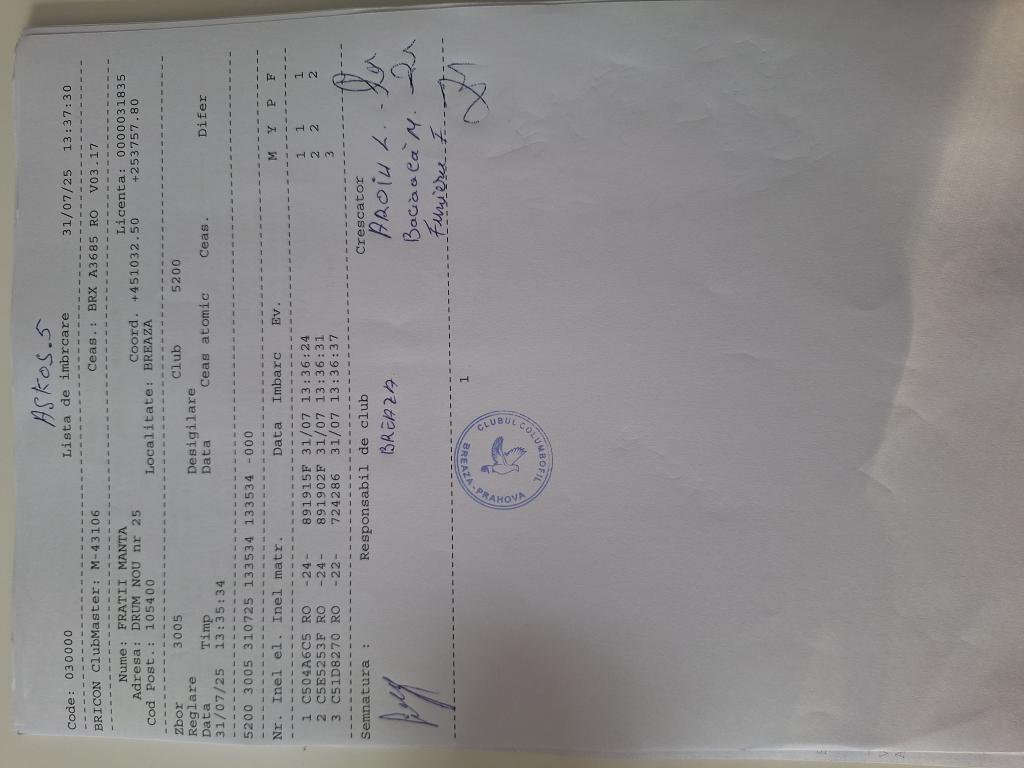 ASKOS.5
Code: 030000 Lista de imbrcare 31/07/25 13:37:30
BRICON ClubMaster: M-43106 Ceas.: BRX A3685 RO V03.17
Nume: FRATII MANTA Licenta: 0000031835
Adresa: DRUM NOU nr 25 Coord. +451032.50 +253757.80
Cod Post.: 105400 Localitate: BREAZA
Zbor 3005 Club 5200
Reglare Desigilare
Data Timp Data Ceas atomic Ceas. Difer
31/07/25 13:35:34
5200 3005 310725 133534 133534 -000
Nr. Inel el. Inel matr. Data Imbarc Ev. M Y P F
1 C504A6C5 RO -24- 891915F 31/07 13:36:24 1 1 1
2 C5E5253F RO -24- 891902F 31/07 13:36:31 2 2 2
3 C51D8270 RO -22- 724286 31/07 13:36:37 3
Semnatura : Responsabil de club Crescator
BREAZA
1
CLUBUL COLUMBOFIL
BREAZA - PRAHOVA